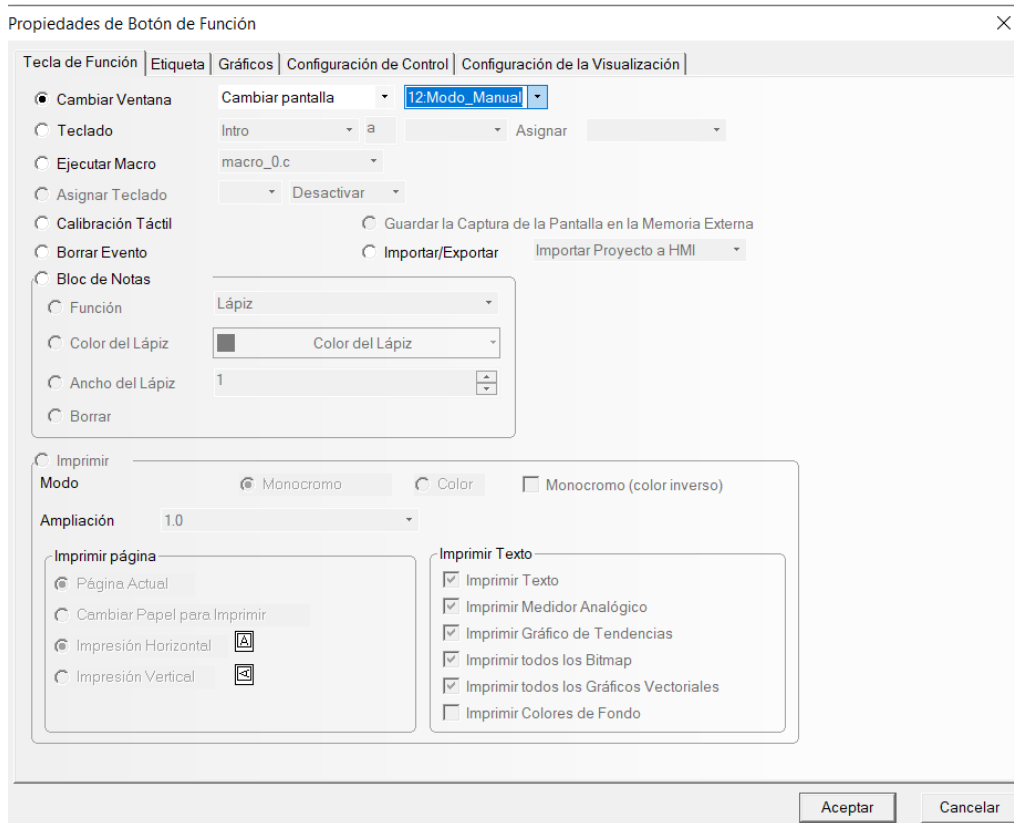 Propiedades de Botón de Función
Tecla de Función Etiqueta Gráficos Configuración de Control Configuración de la Visualización
Cambiar Ventana Cambiar pantalla 12:Modo_Manual
Teclado Intro a Asignar
Ejecutar Macro macro_0.c
Asignar Teclado Desactivar
Calibración Táctil Guardar la Captura de la Pantalla en la Memoria Externa
Borrar Evento Importar/Exportar Importar Proyecto a HMI
Bloc de Notas
Función Lápiz
Color del Lápiz Color del Lápiz
Ancho del Lápiz 1
Borrar
Imprimir
Modo Monocromo Color Monocromo (color inverso)
Ampliación 1.0
Imprimir página
Página Actual
Cambiar Papel para Imprimir
Impresión Horizontal A
Impresión Vertical A
Imprimir Texto
Imprimir Texto
Imprimir Medidor Analógico
Imprimir Gráfico de Tendencias
Imprimir todos los Bitmap
Imprimir todos los Gráficos Vectoriales
Imprimir Colores de Fondo
Aceptar Cancelar